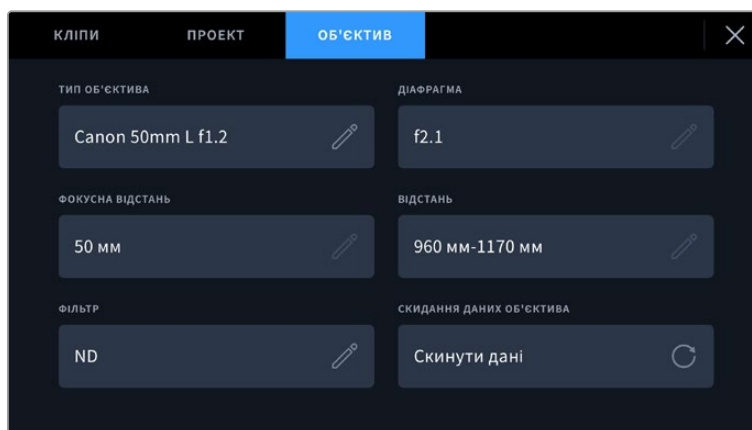 КЛІПИ ПРОЕКТ ОБ'ЄКТИВ
ТИП ОБ'ЄКТИВА ДІАФРАГМА
Canon 50mm L f1.2 f2.1
ФОКУСНА ВІДСТАНЬ ВІДСТАНЬ
50 мм 960 мм-1170 мм
ФІЛЬТР СКИДАННЯ ДАНИХ ОБ'ЄКТИВА
ND Скинути дані